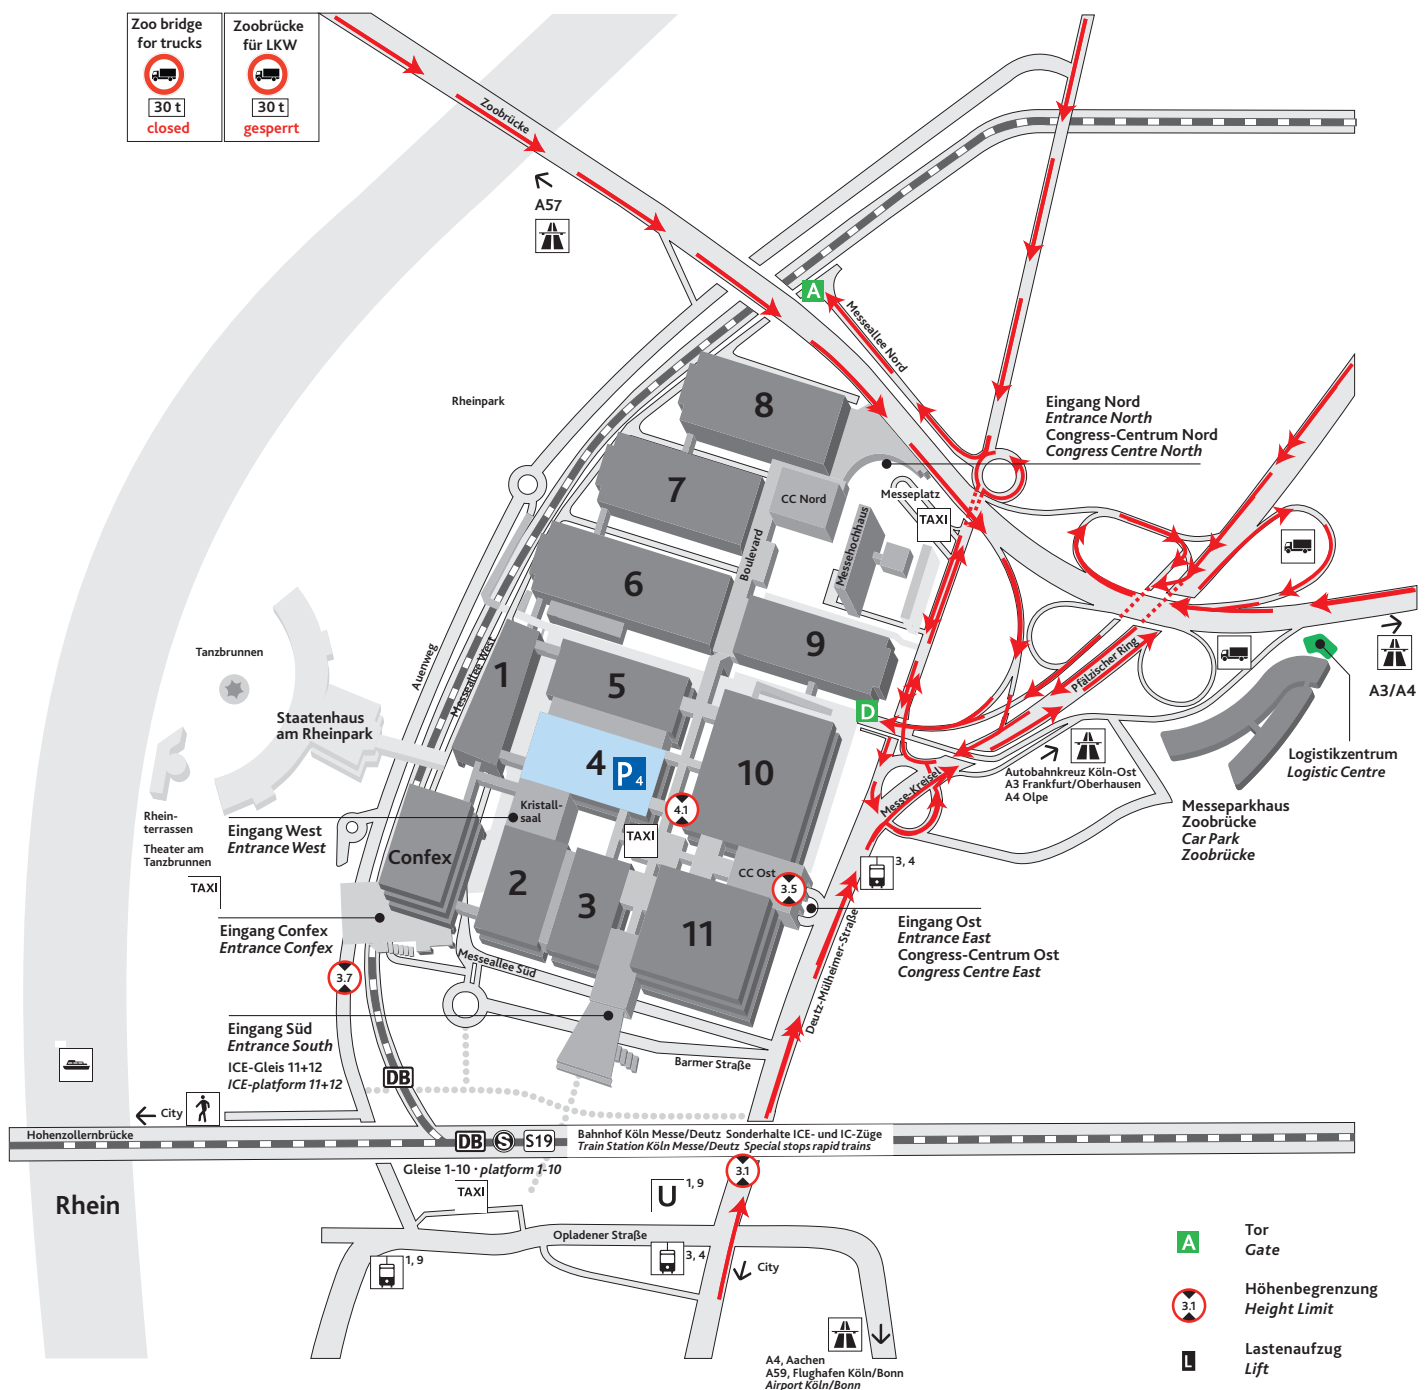 Zoo bridge
for trucks
30 t
closed
Zoobrücke
für LKW
30 t
gesperrt
Zoobrücke
A57
A
Messeallee Nord
Rheinpark
8
Eingang Nord
Entrance North
Congress-Centrum Nord
Congress Centre North
7
CC Nord
Messeplatz
TAXI
Messehochhaus
Boulevard
6
9
Tanzbrunnen
Auenweg
Messeallee West
1
5
Pfälzischer Ring
A3/A4
Staatenhaus
am Rheinpark
D
4
P4
10
Logistikzentrum
Logistic Centre
Autobahnkreuz Köln-Ost
A3 Frankfurt/Oberhausen
A4 Olpe
Messe-Kreisel
Messeparkhaus
Zoobrücke
Car Park
Zoobrücke
Kristall-
saal
4.1
Rhein-
terrassen
Theater am
Tanzbrunnen
TAXI
Eingang West
Entrance West
TAXI
Confex
2
3
CC Ost
3.5
3, 4
11
Eingang Confex
Entrance Confex
Eingang Ost
Entrance East
Congress-Centrum Ost
Congress Centre East
Messeallee Süd
Deutz-Mülheimer-Straße
3.7
Eingang Süd
Entrance South
ICE-Gleis 11+12
ICE-platform 11+12
Barmer Straße
DB
City
Hohenzollernbrücke
DB
S
S19
Bahnhof Köln Messe/Deutz Sonderhalte ICE- und IC-Züge
Train Station Köln Messe/Deutz Special stops rapid trains
Gleise 1-10 · platform 1-10
3.1
TAXI
U
1, 9
Rhein
Opladener Straße
1, 9
3, 4
City
A4, Aachen
A59, Flughafen Köln/Bonn
Airport Köln/Bonn
A
Tor
Gate
3.1
Höhenbegrenzung
Height Limit
L
Lastenaufzug
Lift